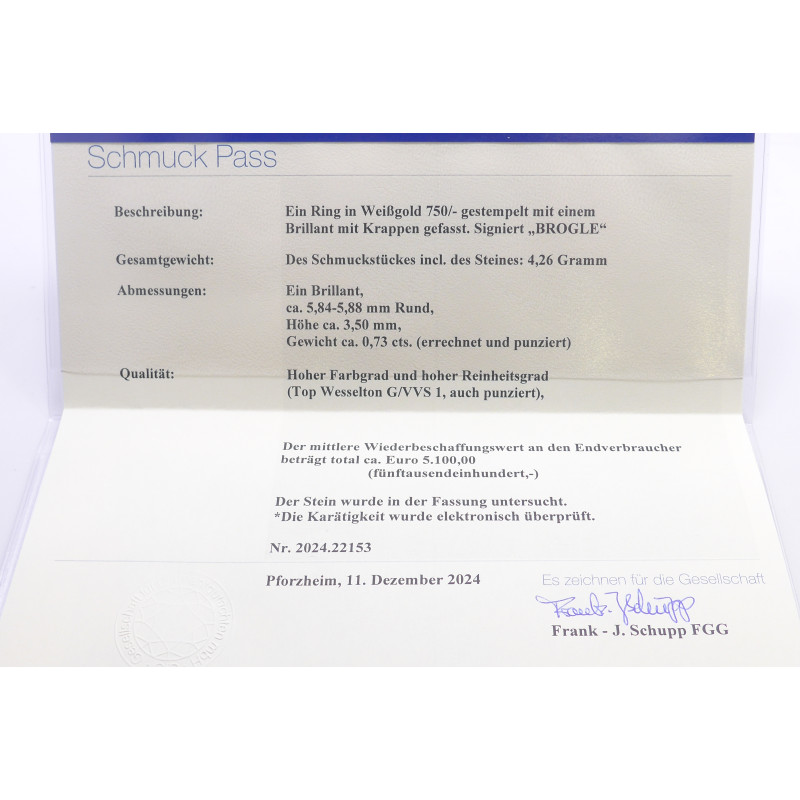 Schmuck Pass
Beschreibung: Ein Ring in Weißgold 750/- gestempelt mit einem
Brillant mit Krappen gefasst. Signiert „BROGLE“
Gesamtgewicht: Des Schmuckstückes incl. des Steines: 4,26 Gramm
Abmessungen: Ein Brillant,
ca. 5,84-5,88 mm Rund,
Höhe ca. 3,50 mm,
Gewicht ca. 0,73 cts. (errechnet und punziert)
Qualität: Hoher Farbgrad und hoher Reinheitsgrad
(Top Wesselton G/VVS 1, auch punziert),
Der mittlere Wiederbeschaffungswert an den Endverbraucher
beträgt total ca. Euro 5.100,00
(fünftausendeinhundert,-)
Der Stein wurde in der Fassung untersucht.
*Die Karätigkeit wurde elektronisch überprüft.
Nr. 2024.22153
Pforzheim, 11. Dezember 2024
Es zeichnen für die Gesellschaft
Frank-J Schupp
Frank - J. Schupp FGG